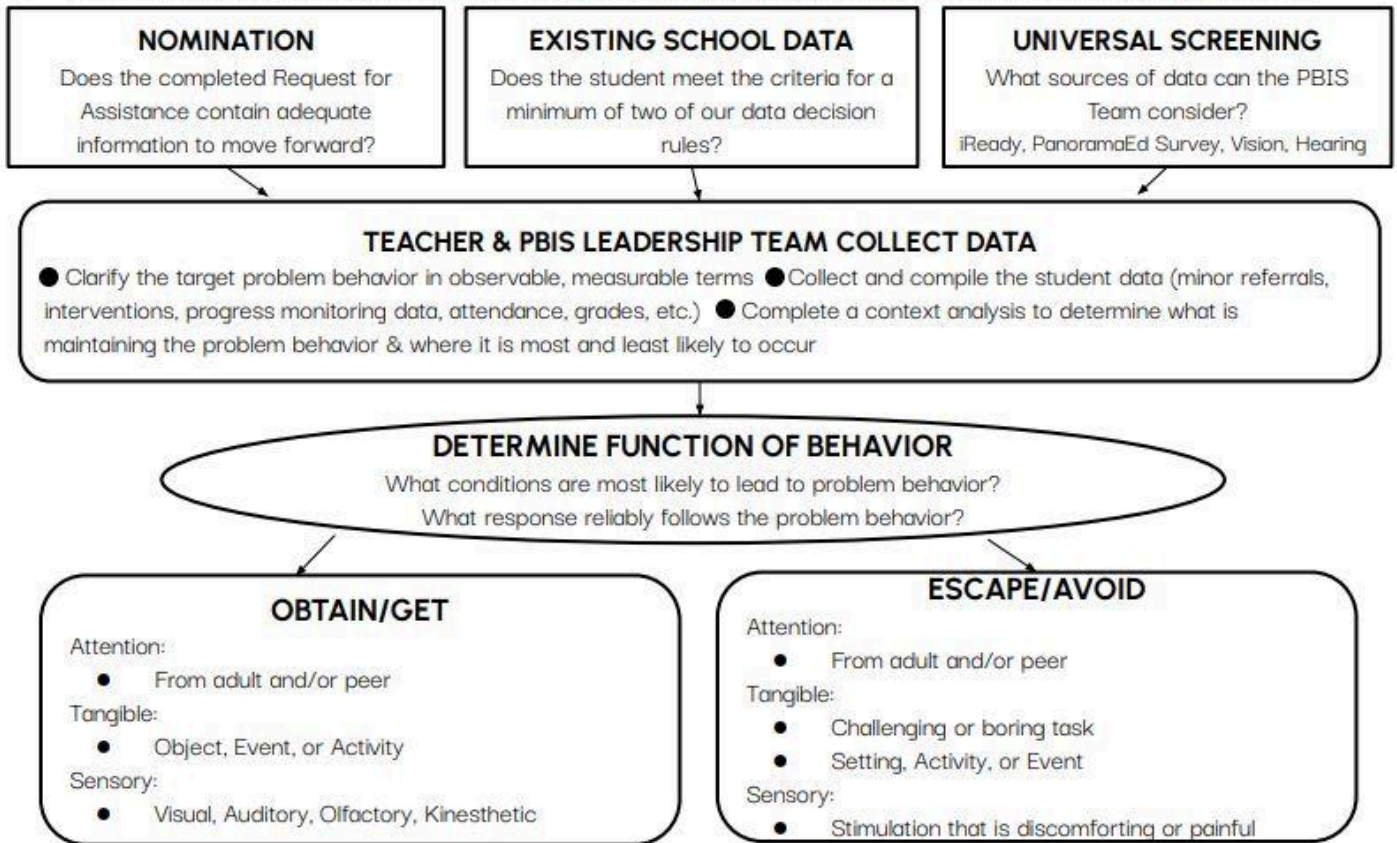 NOMINATION
Does the completed Request for
Assistance contain adequate
information to move forward?
EXISTING SCHOOL DATA
Does the student meet the criteria for a
minimum of two of our data decision
rules?
UNIVERSAL SCREENING
What sources of data can the PBIS
Team consider?
iReady, PanoramaEd Survey, Vision, Hearing
TEACHER & PBIS LEADERSHIP TEAM COLLECT DATA
● Clarify the target problem behavior in observable, measurable terms ● Collect and compile the student data (minor referrals,
interventions, progress monitoring data, attendance, grades, etc.) ● Complete a context analysis to determine what is
maintaining the problem behavior & where it is most and least likely to occur
DETERMINE FUNCTION OF BEHAVIOR
What conditions are most likely to lead to problem behavior?
What response reliably follows the problem behavior?
OBTAIN/GET
Attention:
● From adult and/or peer
Tangible:
● Object, Event, or Activity
Sensory:
● Visual, Auditory, Olfactory, Kinesthetic
ESCAPE/AVOID
Attention:
● From adult and/or peer
Tangible:
● Challenging or boring task
● Setting, Activity, or Event
Sensory:
● Stimulation that is discomforting or painful